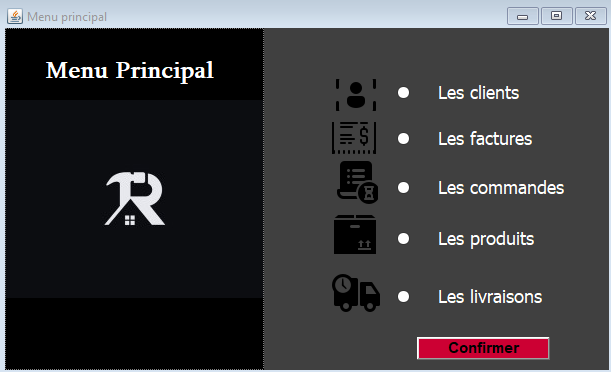 Menu principal
Menu Principal
Les clients
Les factures
Les commandes
Les produits
Les livraisons
Confirmer